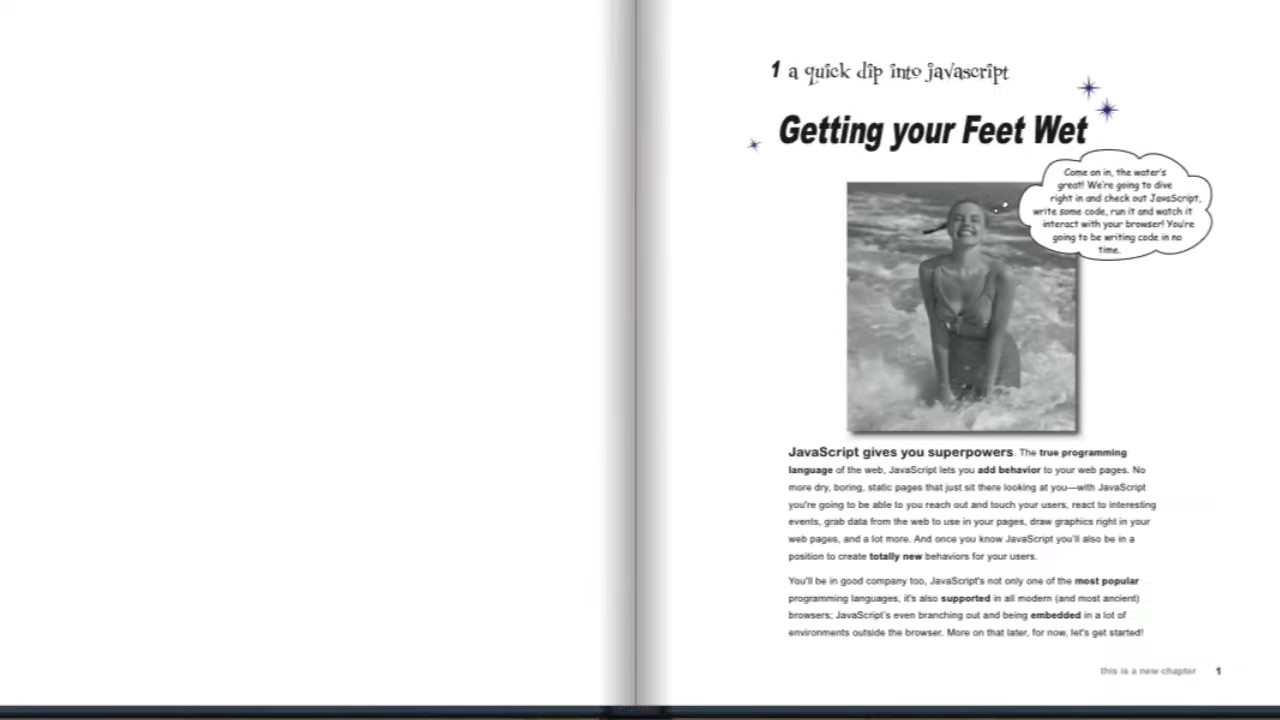 1 a quick dip into javascript
Getting your Feet Wet
Come on in, the water's
great! We're going to dive
right in and check out JavaScript,
write some code, run it and watch it
interact with your browser! You're
going to be writing code in no
time.
JavaScript gives you superpowers. The true programming
language of the web, JavaScript lets you add behavior to your web pages. No
more dry, boring, static pages that just sit there looking at you—with JavaScript
you're going to be able to you reach out and touch your users, react to interesting
events, grab data from the web to use in your pages, draw graphics right in your
web pages, and a lot more. And once you know JavaScript you'll also be in a
position to create totally new behaviors for your users.
You'll be in good company too, JavaScript's not only one of the most popular
programming languages, it's also supported in all modern (and most ancient)
browsers; JavaScript's even branching out and being embedded in a lot of
environments outside the browser. More on that later, for now, let's get started!
this is a new chapter 1